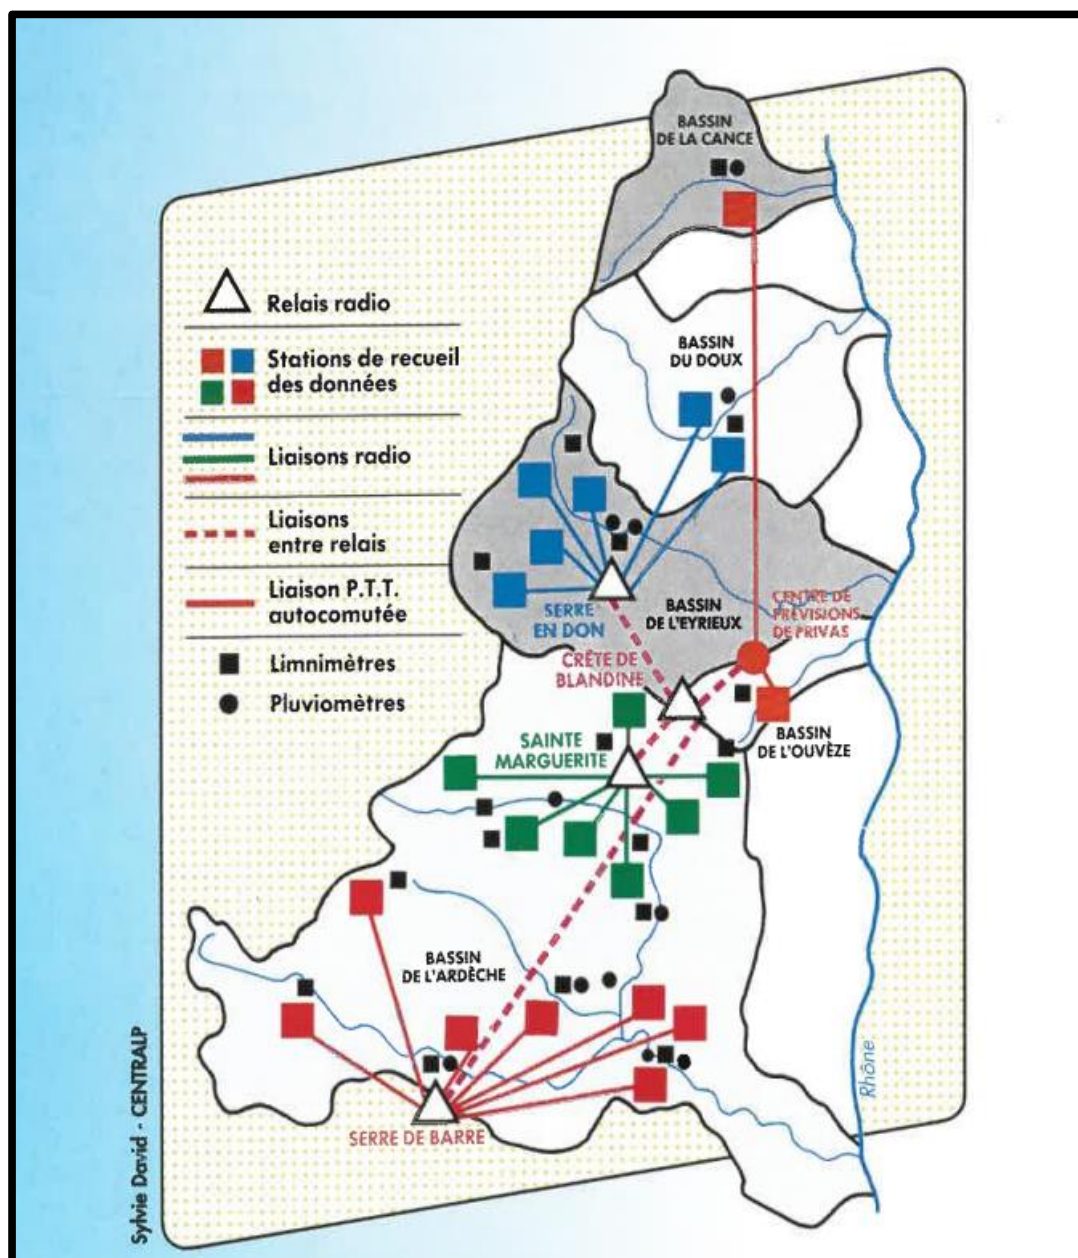 BASSIN
DE LA CANCE
Relais radio
Stations de recueil
des données
Liaisons radio
Liaisons
entre relais
Liaison P.T.T.
autocomutée
Limnimètres
Pluviomètres
BASSIN
DU DOUX
SERRE
EN DON
BASSIN
DE L'EYRIEUX
CENTRE DE
PRÉVISIONS
DE PRIVAS
CRÊTE DE
BLANDINE
SAINTE
MARGUERITE
BASSIN
DE L'OUVÈZE
BASSIN
DE L'ARDÈCHE
SERRE DE BARRE
Rhône
Sylvie David - CENTRALP